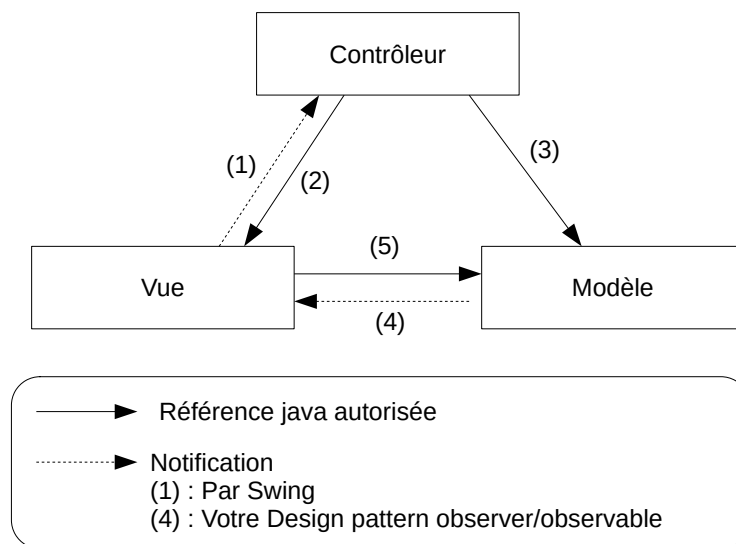 Contrôleur
(1)
(2)
(3)
Vue
(5)
(4)
Modèle
Référence java autorisée
Notification
(1) : Par Swing
(4) : Votre Design pattern observer/observable